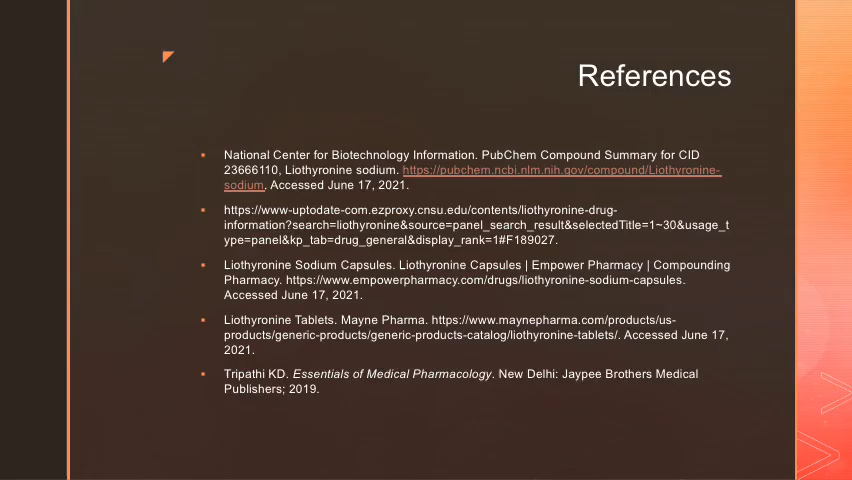 References
National Center for Biotechnology Information. PubChem Compound Summary for CID
23666110, Liothyronine sodium. https://pubchem.ncbi.nlm.nih.gov/compound/Liothyronine-
sodium. Accessed June 17, 2021.
https://www-uptodate-com.ezproxy.cnsu.edu/contents/liothyronine-drug-
information?search=liothyronine&source=panel_search_result&selectedTitle=1~30&usage_t
ype=panel&kp_tab=drug_general&display_rank=1#F189027.
Liothyronine Sodium Capsules. Liothyronine Capsules | Empower Pharmacy | Compounding
Pharmacy. https://www.empowerpharmacy.com/drugs/liothyronine-sodium-capsules.
Accessed June 17, 2021.
Liothyronine Tablets. Mayne Pharma. https://www.maynepharma.com/products/us-
products/generic-products/generic-products-catalog/liothyronine-tablets/. Accessed June 17,
2021.
Tripathi KD. Essentials of Medical Pharmacology. New Delhi: Jaypee Brothers Medical
Publishers; 2019.